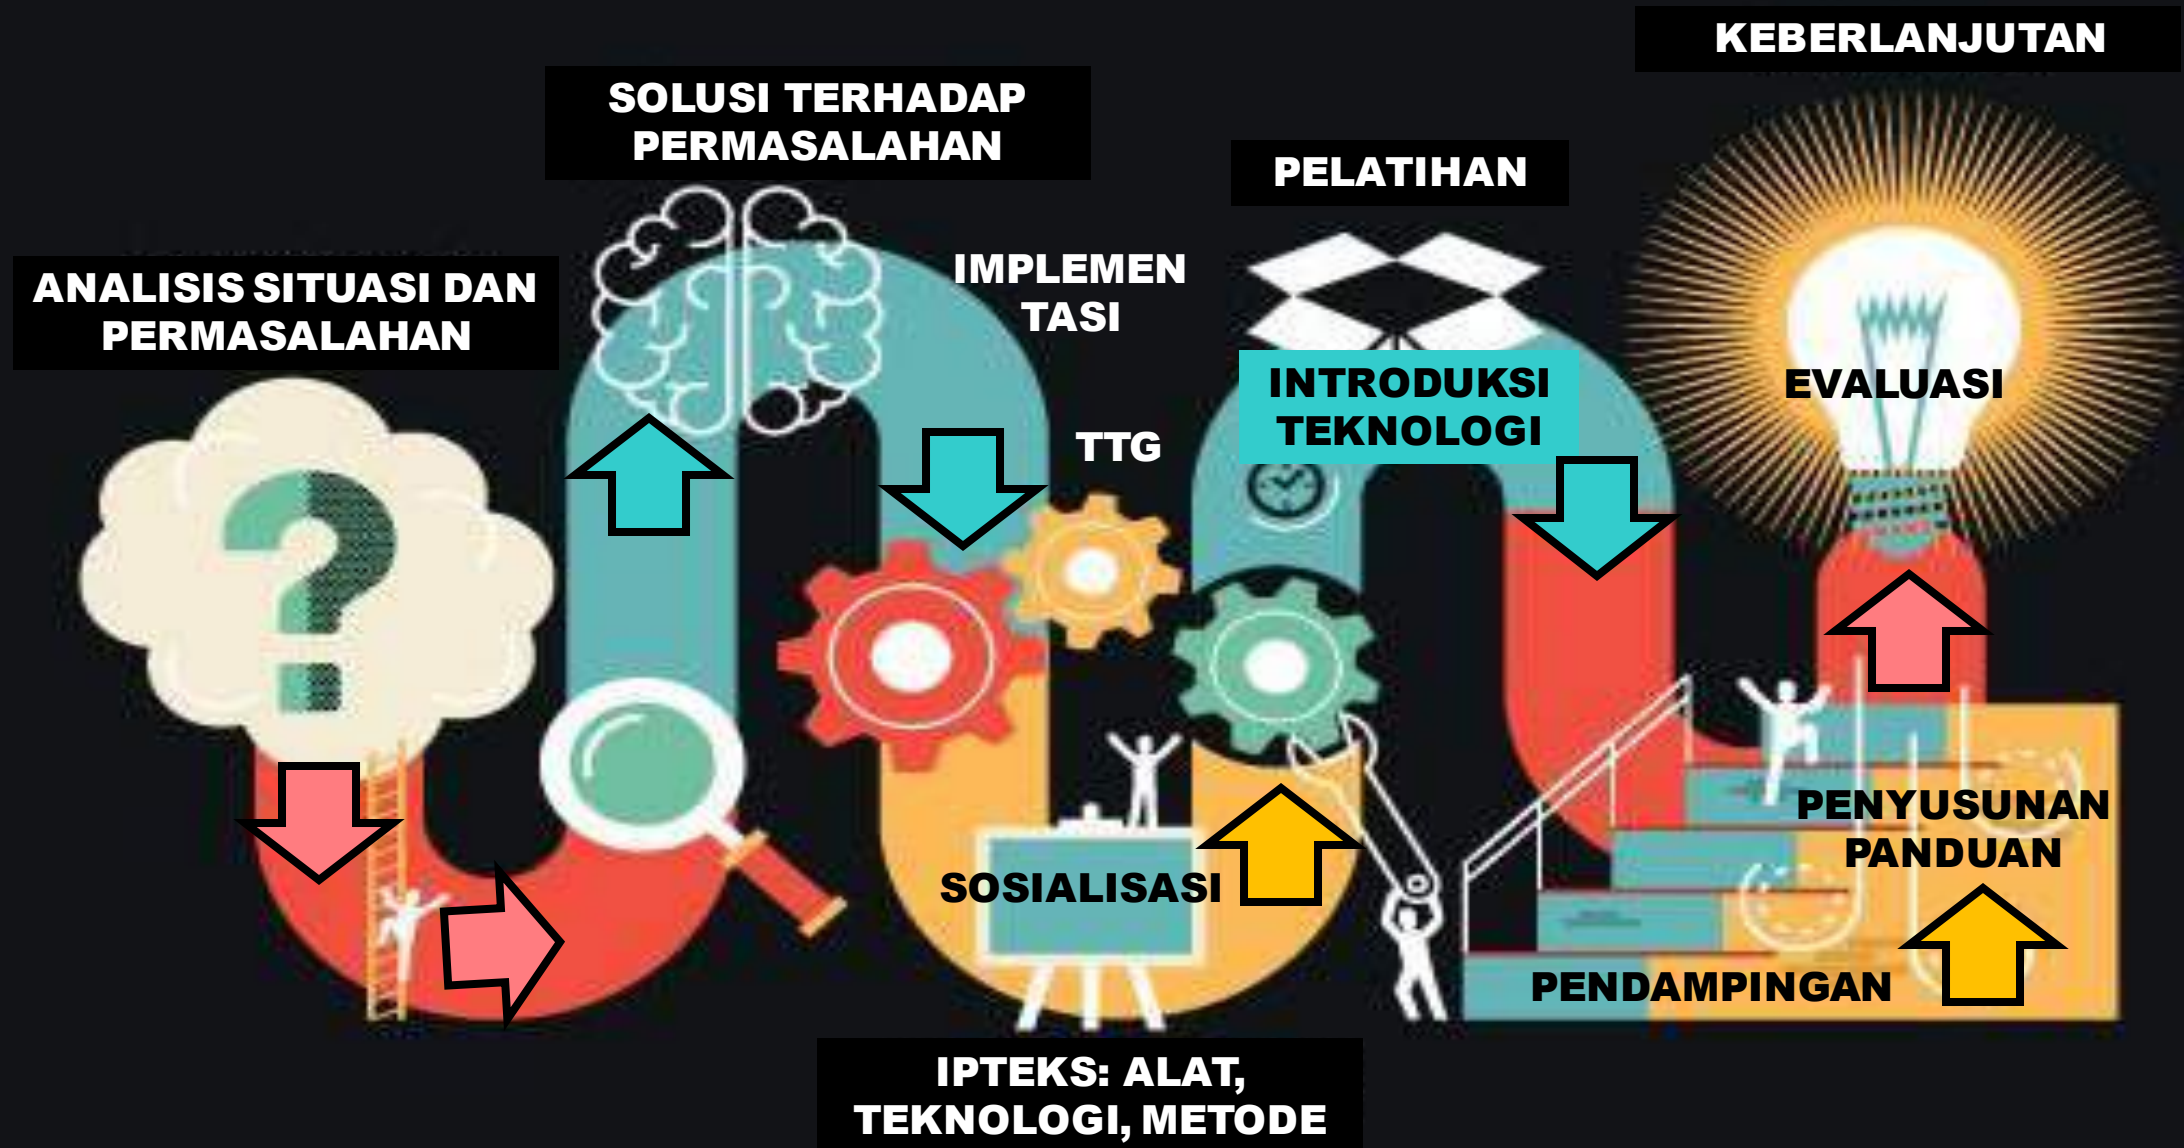 ANALISIS SITUASI DAN
PERMASALAHAN
SOLUSI TERHADAP
PERMASALAHAN
IMPLEMEN
TASI
TTG
SOSIALISASI
IPTEKS: ALAT,
TEKNOLOGI, METODE
PELATIHAN
INTRODUKSI
TEKNOLOGI
PENDAMPINGAN
PENYUSUNAN
PANDUAN
EVALUASI
KEBERLANJUTAN